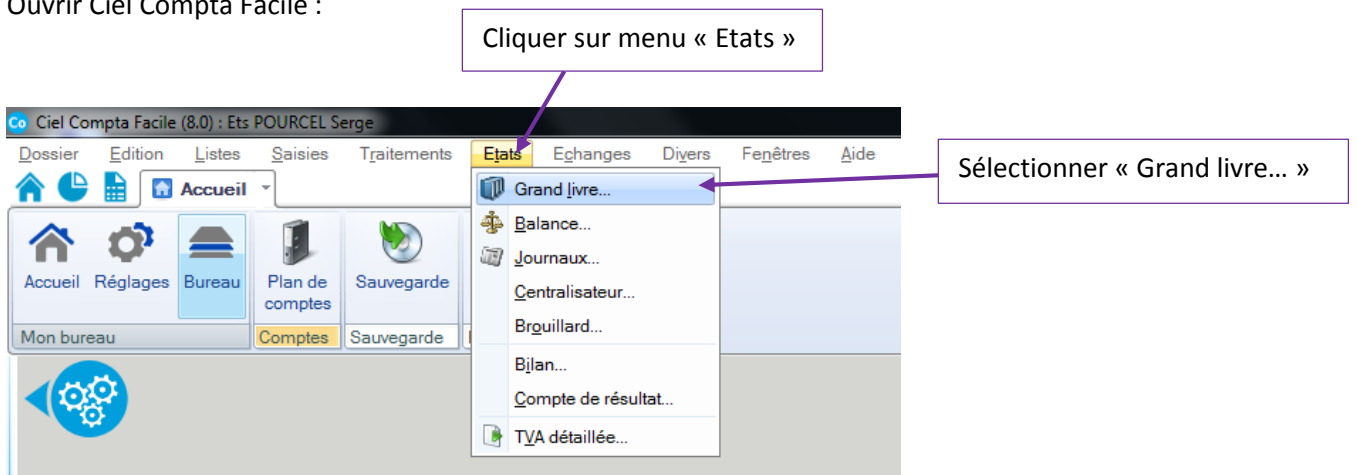 Ouvrir Ciel Compta Facile :
Cliquer sur menu « Etats »
Co Ciel Compta Facile (8.0) : Ets POURCEL Serge
Dossier Edition Listes Saisies Traitements Etats Echanges Divers Fenêtres Aide
Sélectionner « Grand livre… »
Accueil
Grand livre...
Balance...
Journaux...
Centralisateur...
Brouillard...
Bilan...
Compte de résultat...
TVA détaillée...
Accueil Réglages Bureau Plan de comptes Sauvegarde
Mon bureau Comptes Sauvegarde